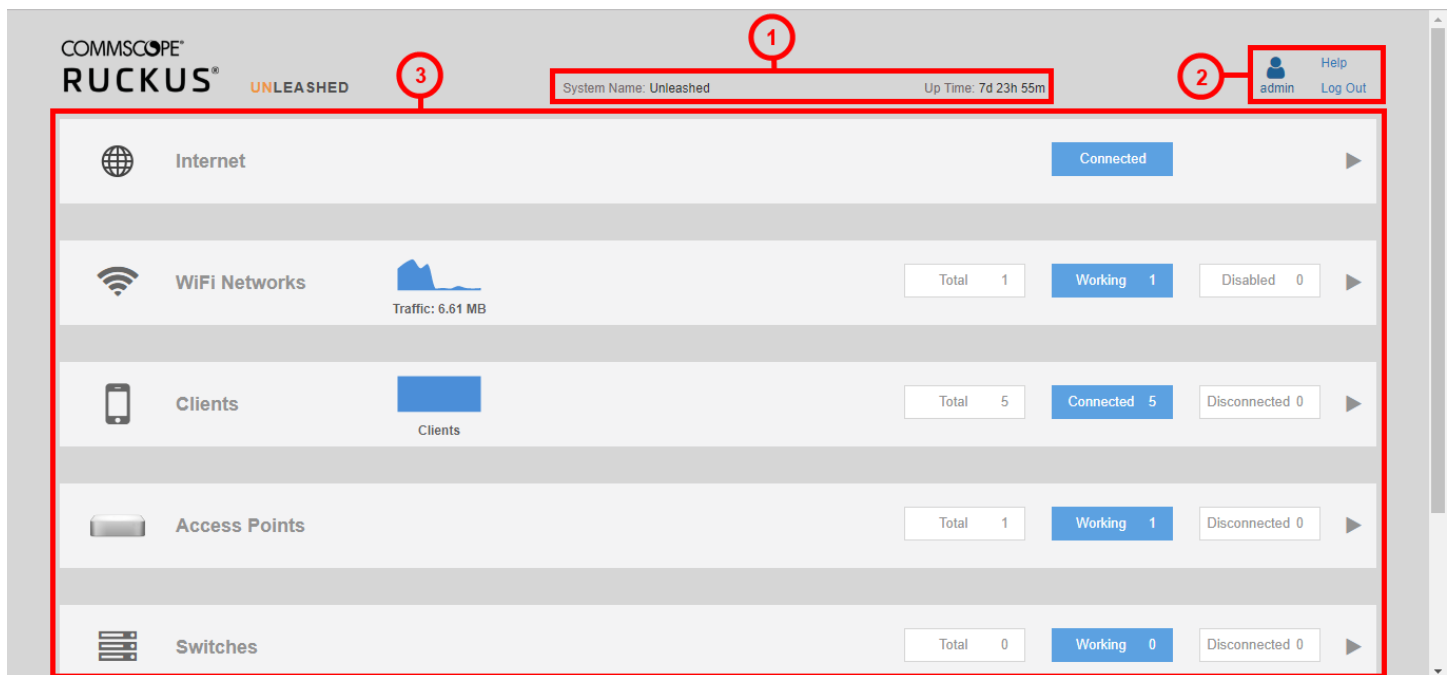 1
COMMSCOPE®
RUCKUS® UNLEASHED
3
System Name: Unleashed Up Time: 7d 23h 55m
2
admin
Help
Log Out
Internet Connected
WiFi Networks Traffic: 6.61 MB Total 1 Working 1 Disabled 0
Clients Clients Total 5 Connected 5 Disconnected 0
Access Points Total 1 Working 1 Disconnected 0
Switches Total 0 Working 0 Disconnected 0